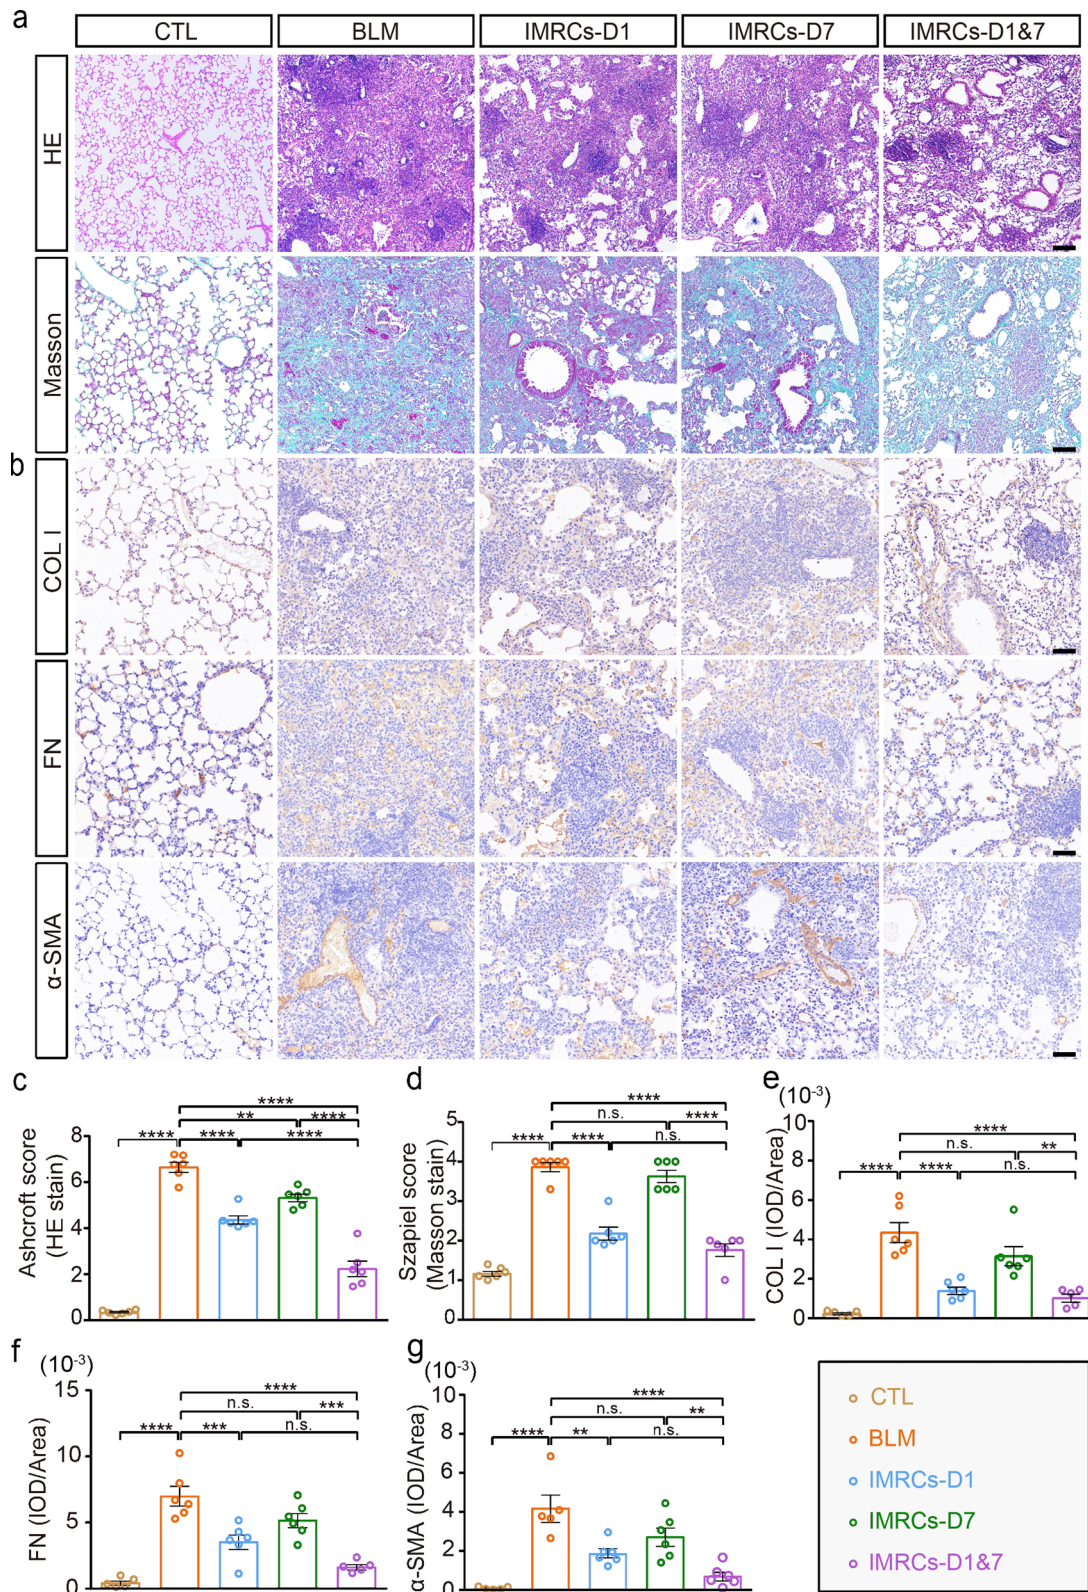 a
CTL BLM IMRCs-D1 IMRCs-D7 IMRCs-D1&7
HE
Masson
b
COL I
FN
α-SMA
c
Ashcroft score
(HE stain)
8
6
4
2
0
****
** ****
**** **** ****
d
Szapiel score
(Masson stain)
5
4
3
2
1
0
****
n.s. ****
**** **** n.s.
e
(10⁻³)
COL I (IOD/Area)
8
6
4
2
0
****
n.s. **
**** **** n.s.
f
(10⁻³)
FN (IOD/Area)
15
10
5
0
****
n.s. ***
**** *** n.s.
g
(10⁻³)
α-SMA (IOD/Area)
10
8
6
4
2
0
****
n.s. **
**** ** n.s.
CTL
BLM
IMRCs-D1
IMRCs-D7
IMRCs-D1&7